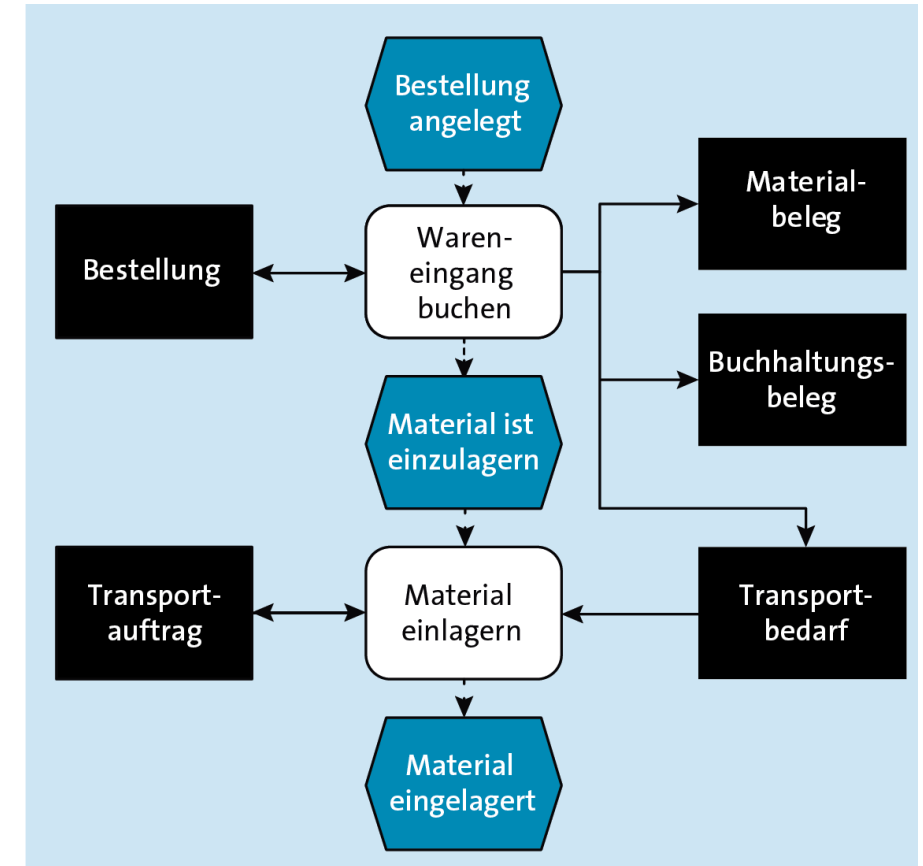 Bestellung
angelegt
Material-
beleg
Bestellung
Waren-
eingang
buchen
Buchhaltungs-
beleg
Material ist
einzulagern
Transport-
auftrag
Material
einlagern
Transport-
bedarf
Material
eingelagert